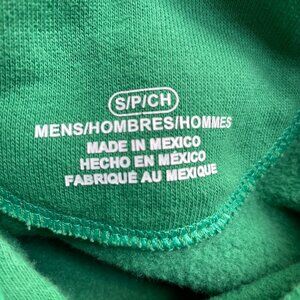 S/P/CH
MENS/HOMBRES/HOMMES
MADE IN MEXICO
HECHO EN MÉXICO
FABRIQUÉ AU MEXIQUE